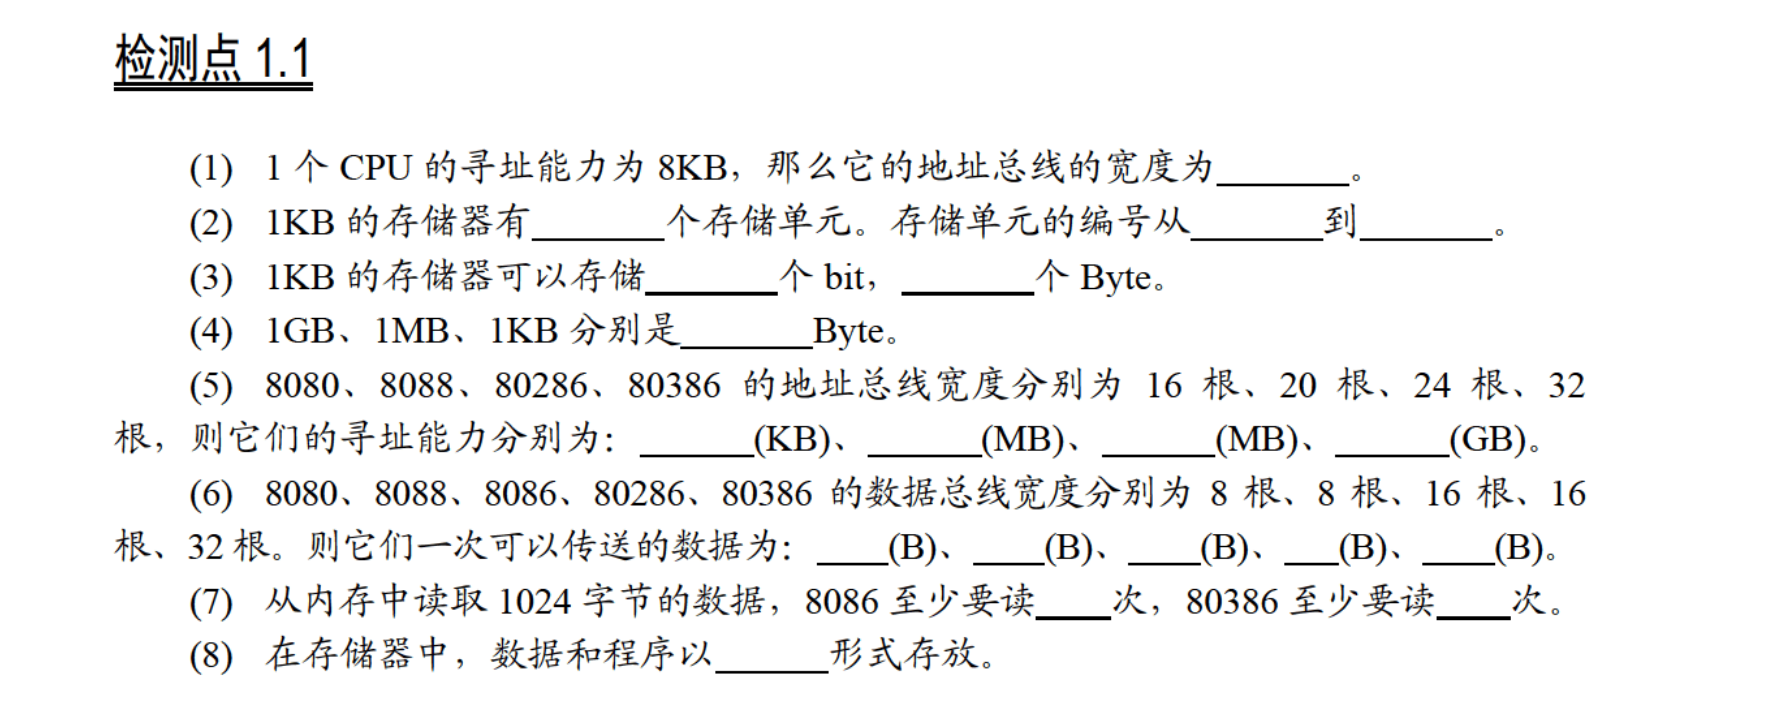 检测点 1.1
(1) 1 个 CPU 的寻址能力为 8KB，那么它的地址总线的宽度为________。
(2) 1KB 的存储器有________个存储单元。存储单元的编号从________到________。
(3) 1KB 的存储器可以存储________个 bit，________个 Byte。
(4) 1GB、1MB、1KB 分别是________Byte。
(5) 8080、8088、80286、80386 的地址总线宽度分别为 16 根、20 根、24 根、32
根，则它们的寻址能力分别为：______(KB)、______(MB)、______(MB)、______(GB)。
(6) 8080、8088、8086、80286、80386 的数据总线宽度分别为 8 根、8 根、16 根、16
根、32 根。则它们一次可以传送的数据为：____(B)、____(B)、____(B)、___(B)、____(B)。
(7) 从内存中读取 1024 字节的数据，8086 至少要读____次，80386 至少要读____次。
(8) 在存储器中，数据和程序以______形式存放。